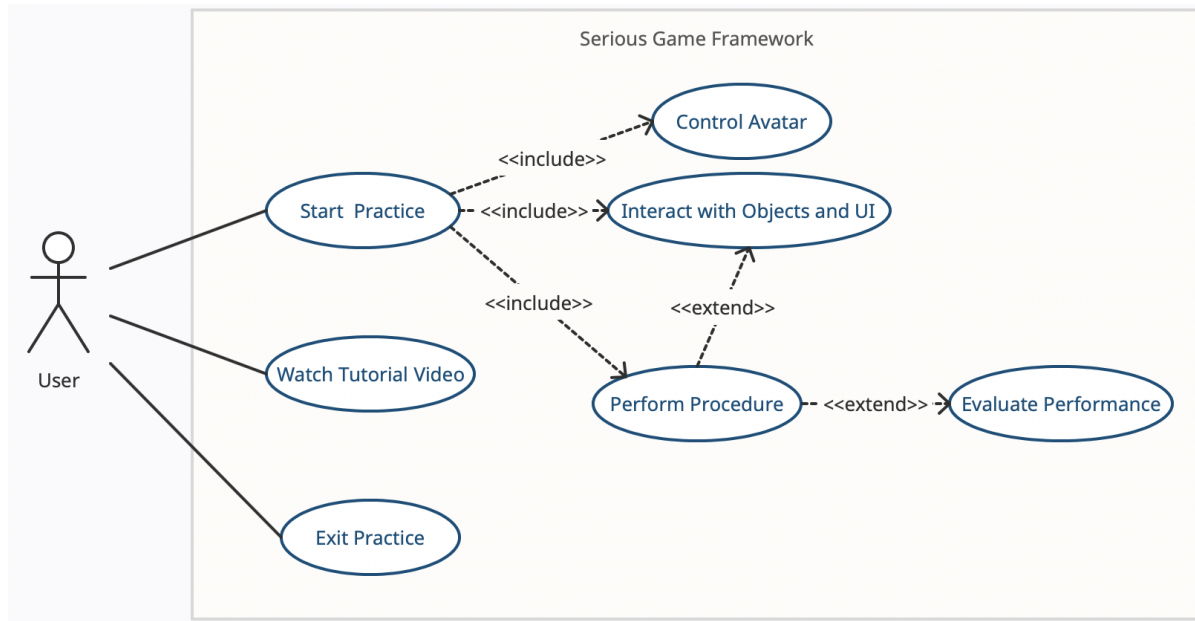 Serious Game Framework
Control Avatar
<<include>>
Start  Practice
<<include>>
Interact with Objects and UI
<<include>>
<<extend>>
User
Watch Tutorial Video
Perform Procedure
<<extend>>
Evaluate Performance
Exit Practice